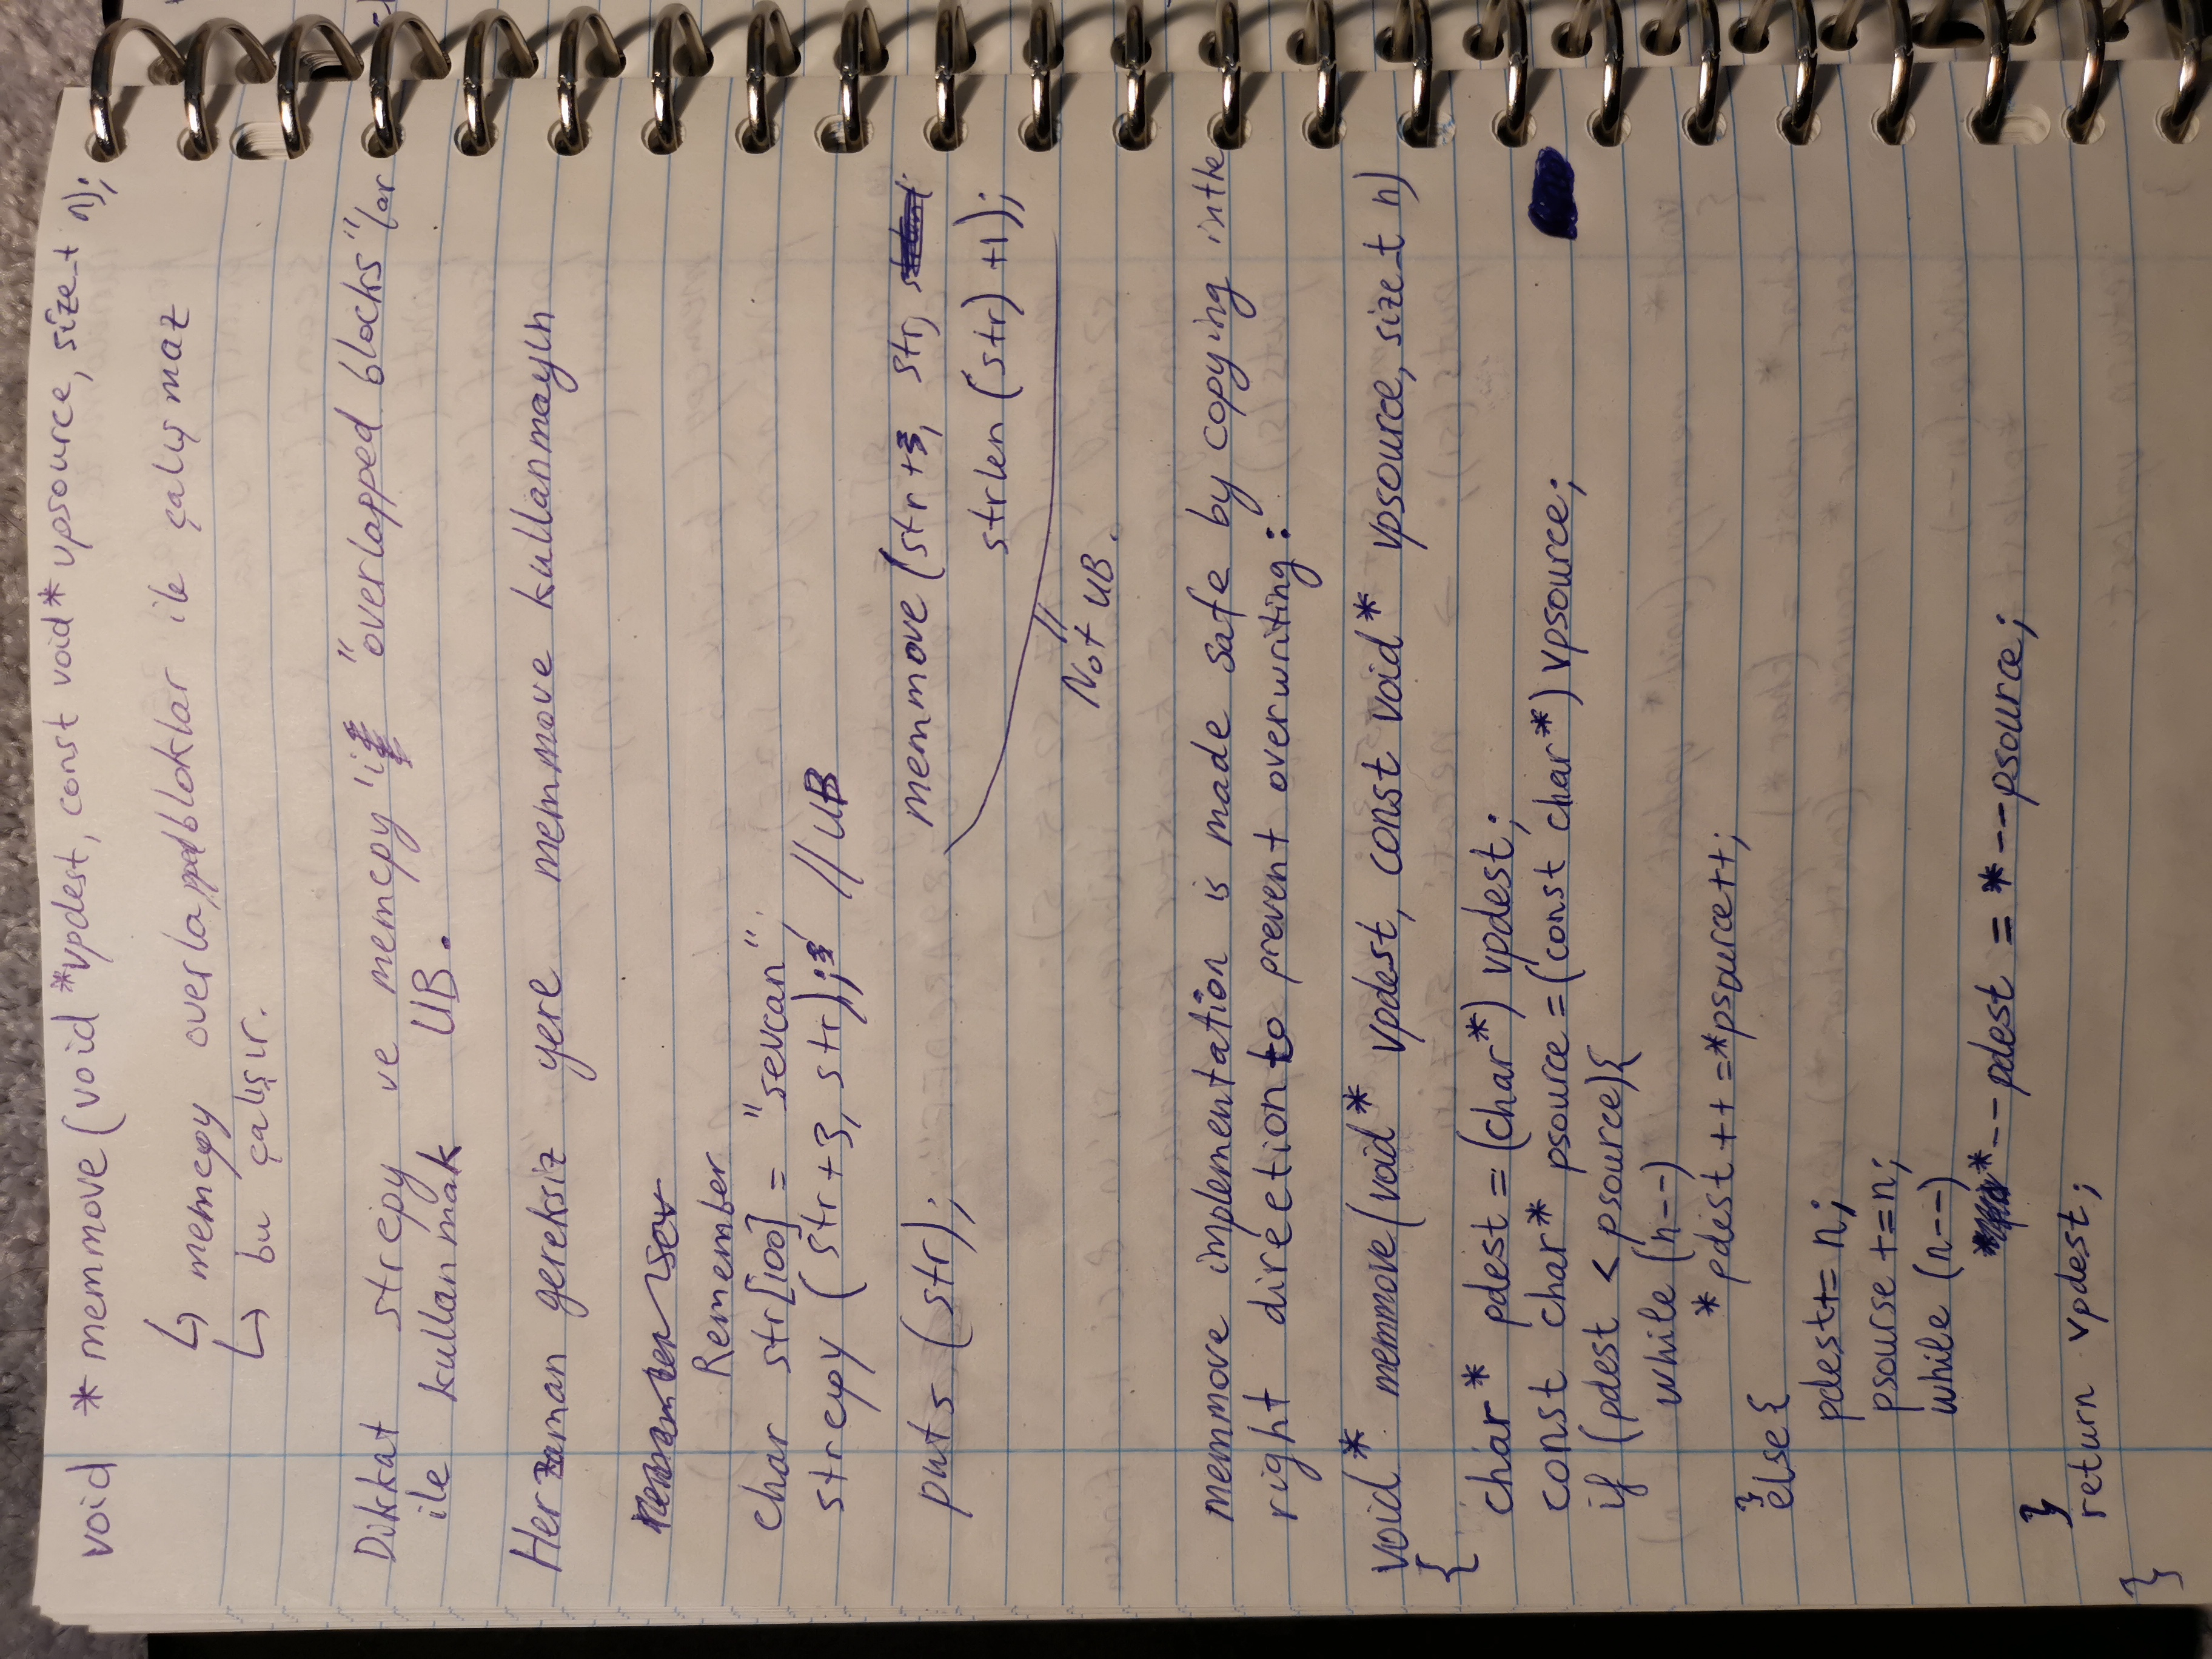 void * memmove (void *vpdest, const void* vpsource, size_t n);
↳ memcpy overlapped bloklar ile çalışmaz
↳ bu çalışır.
Dikkat strcpy ve memcpy'i "overlapped blocks"lar
ile kullanmak UB.
Her zaman gereksiz yere memmove kullanmayın
Remember
char str[100] = "sevcan";
strcpy (str+3, str); // UB
puts (str);
memmove (str+3, str,
strlen (str) +1);
// Not UB.
memmove implementation is made safe by copying in the
right direction to prevent overwriting:
void* memmove (void* vpdest, const void* vpsource, size_t n)
{
char* pdest = (char*) vpdest;
const char* psource = (const char*) vpsource;
if (pdest < psource){
while (n--)
*pdest++ = *psource++;
}
else{
pdest+= n;
psourse +=n;
while (n--)
*--pdest = *--psource;
}
return vpdest;
}